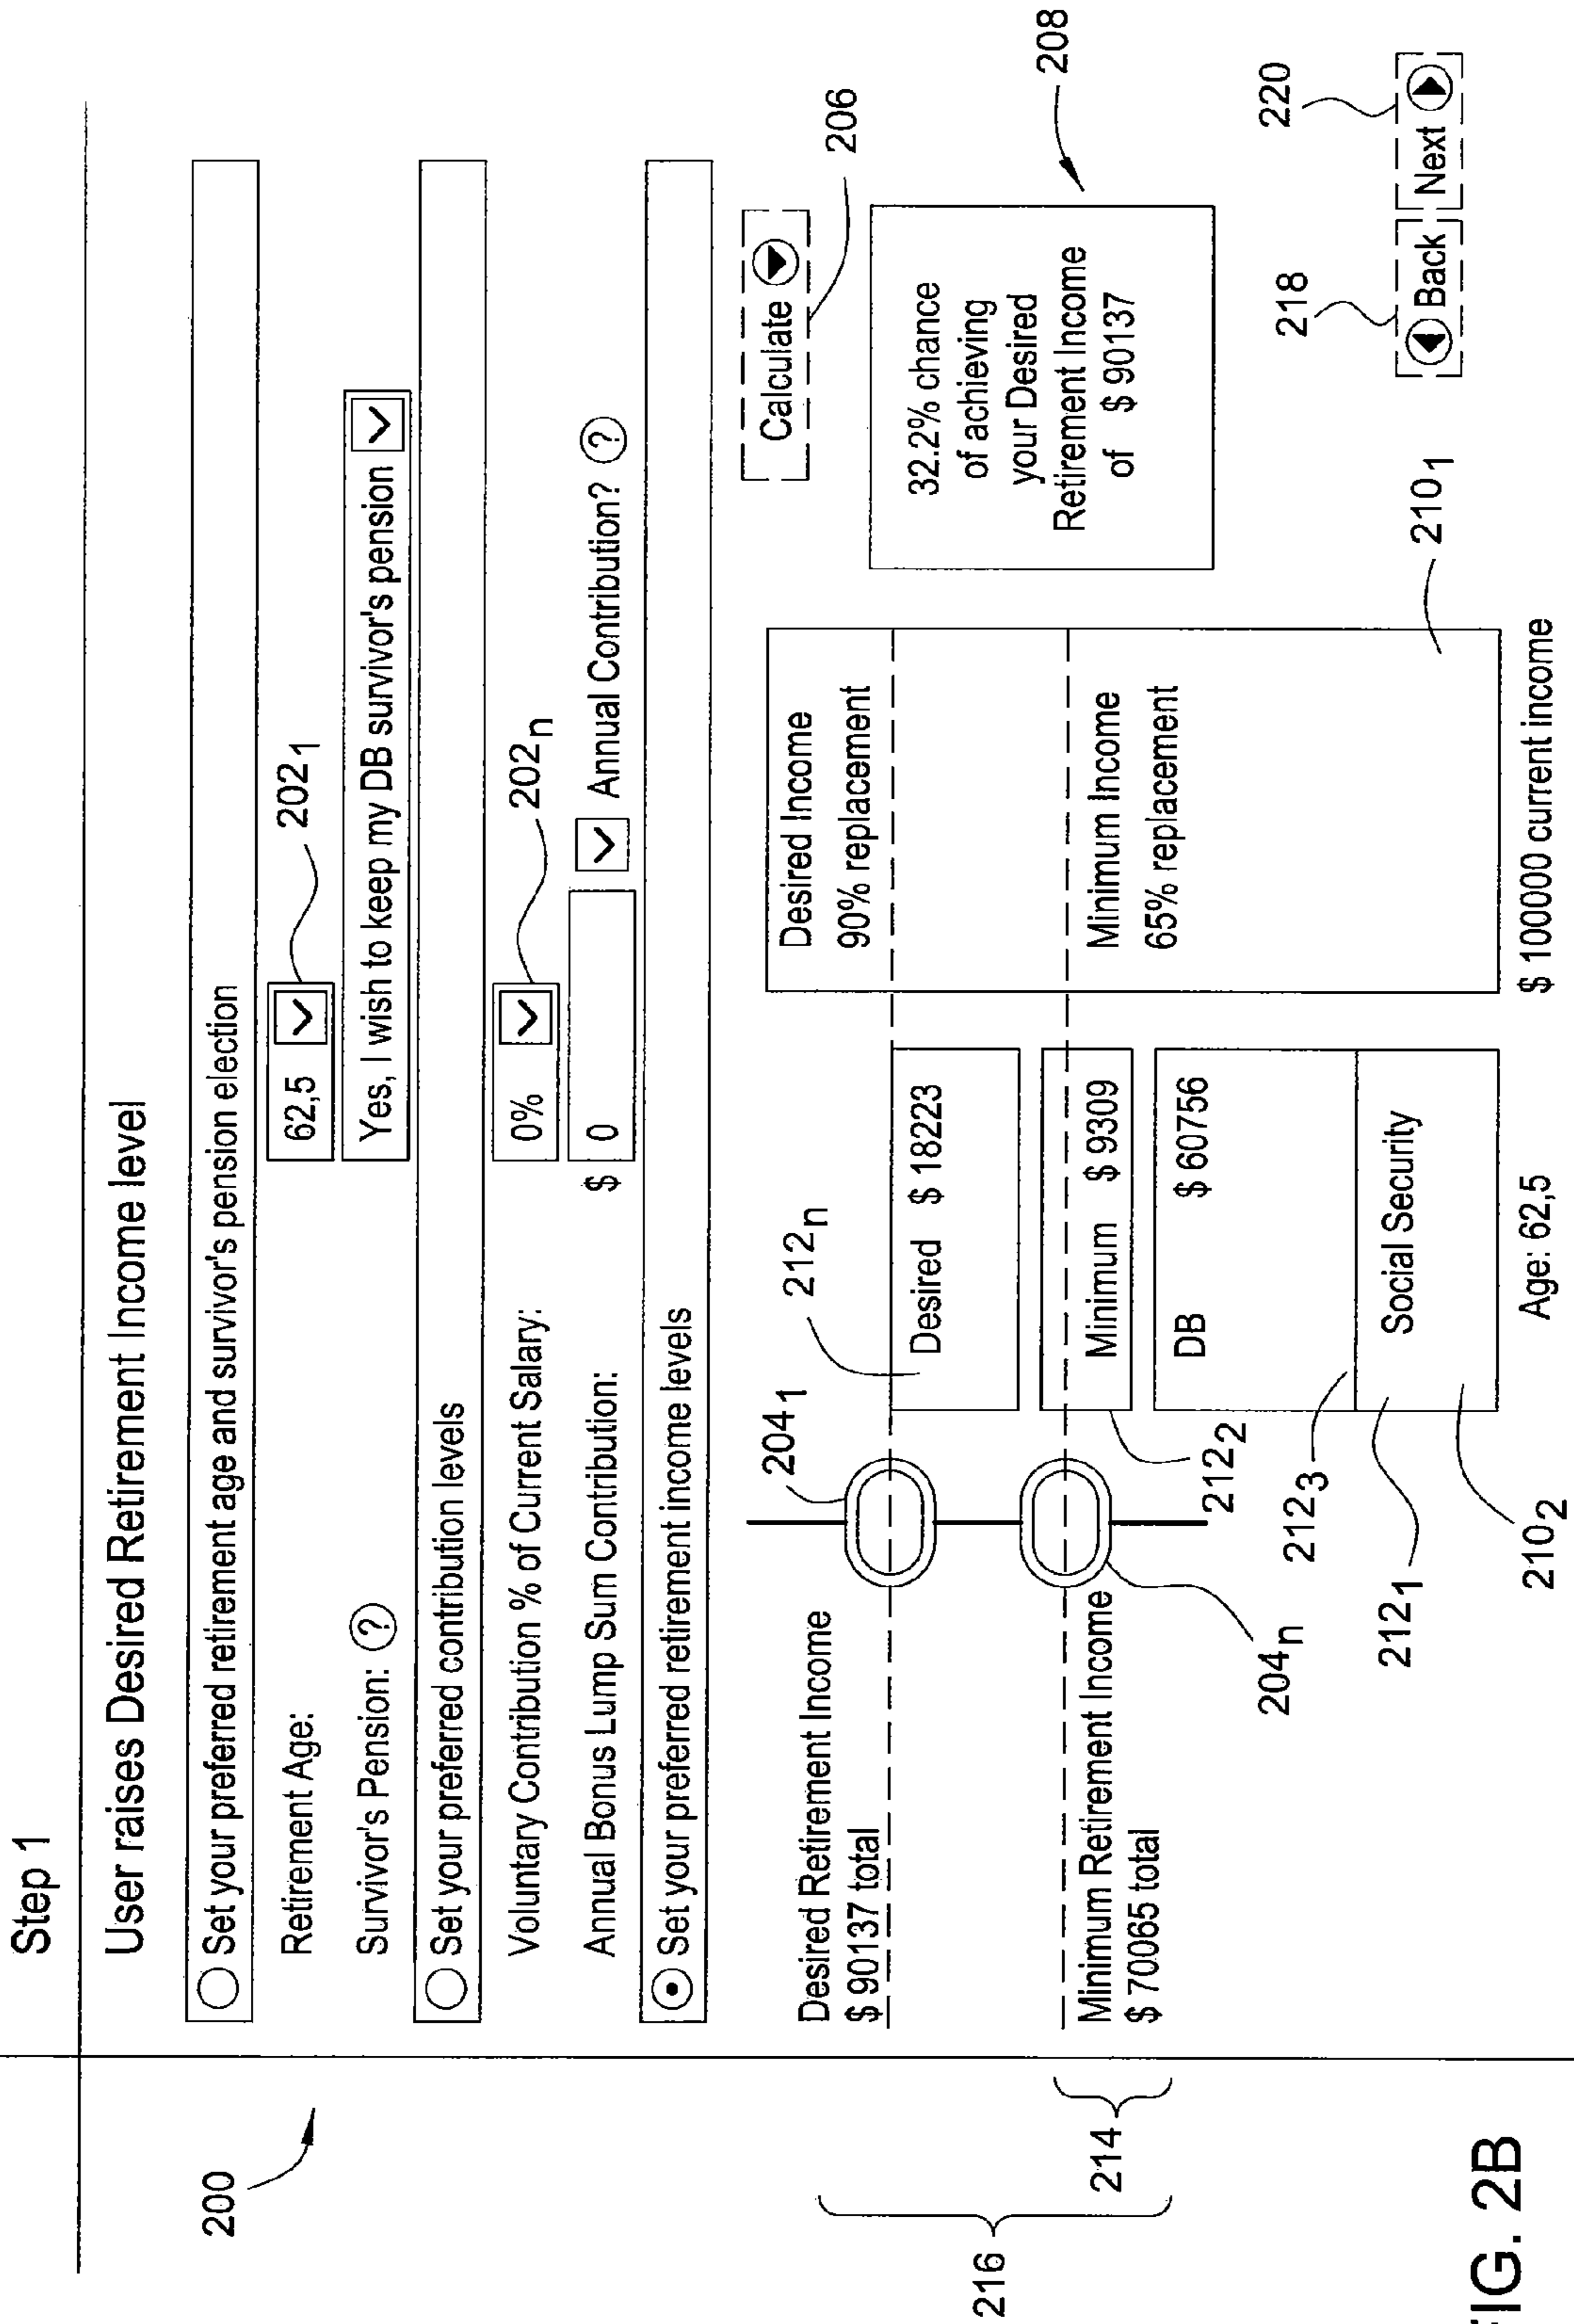 Step 1
User raises Desired Retirement Income level
200
Set your preferred retirement age and survivor's pension election
Retirement Age: 62,5 202₁
Survivor's Pension: ? Yes, I wish to keep my DB survivor's pension
Set your preferred contribution levels
Voluntary Contribution % of Current Salary: 0% 202n
Annual Bonus Lump Sum Contribution: $ 0 Annual Contribution? ?
Set your preferred retirement income levels
Calculate
206
Desired Retirement Income
$ 90137 total
204₁
212n
Desired $ 18223
Desired Income
90% replacement
32.2% chance
of achieving
your Desired
Retirement Income
of $ 90137
208
216
214
Minimum Retirement Income
$ 70065 total
204n
212₂
Minimum $ 9309
Minimum Income
65% replacement
DB $ 60756
212₃
212₁
Social Security
210₂
210₁
Age: 62,5
$ 100000 current income
218
220
Back
Next
FIG. 2B